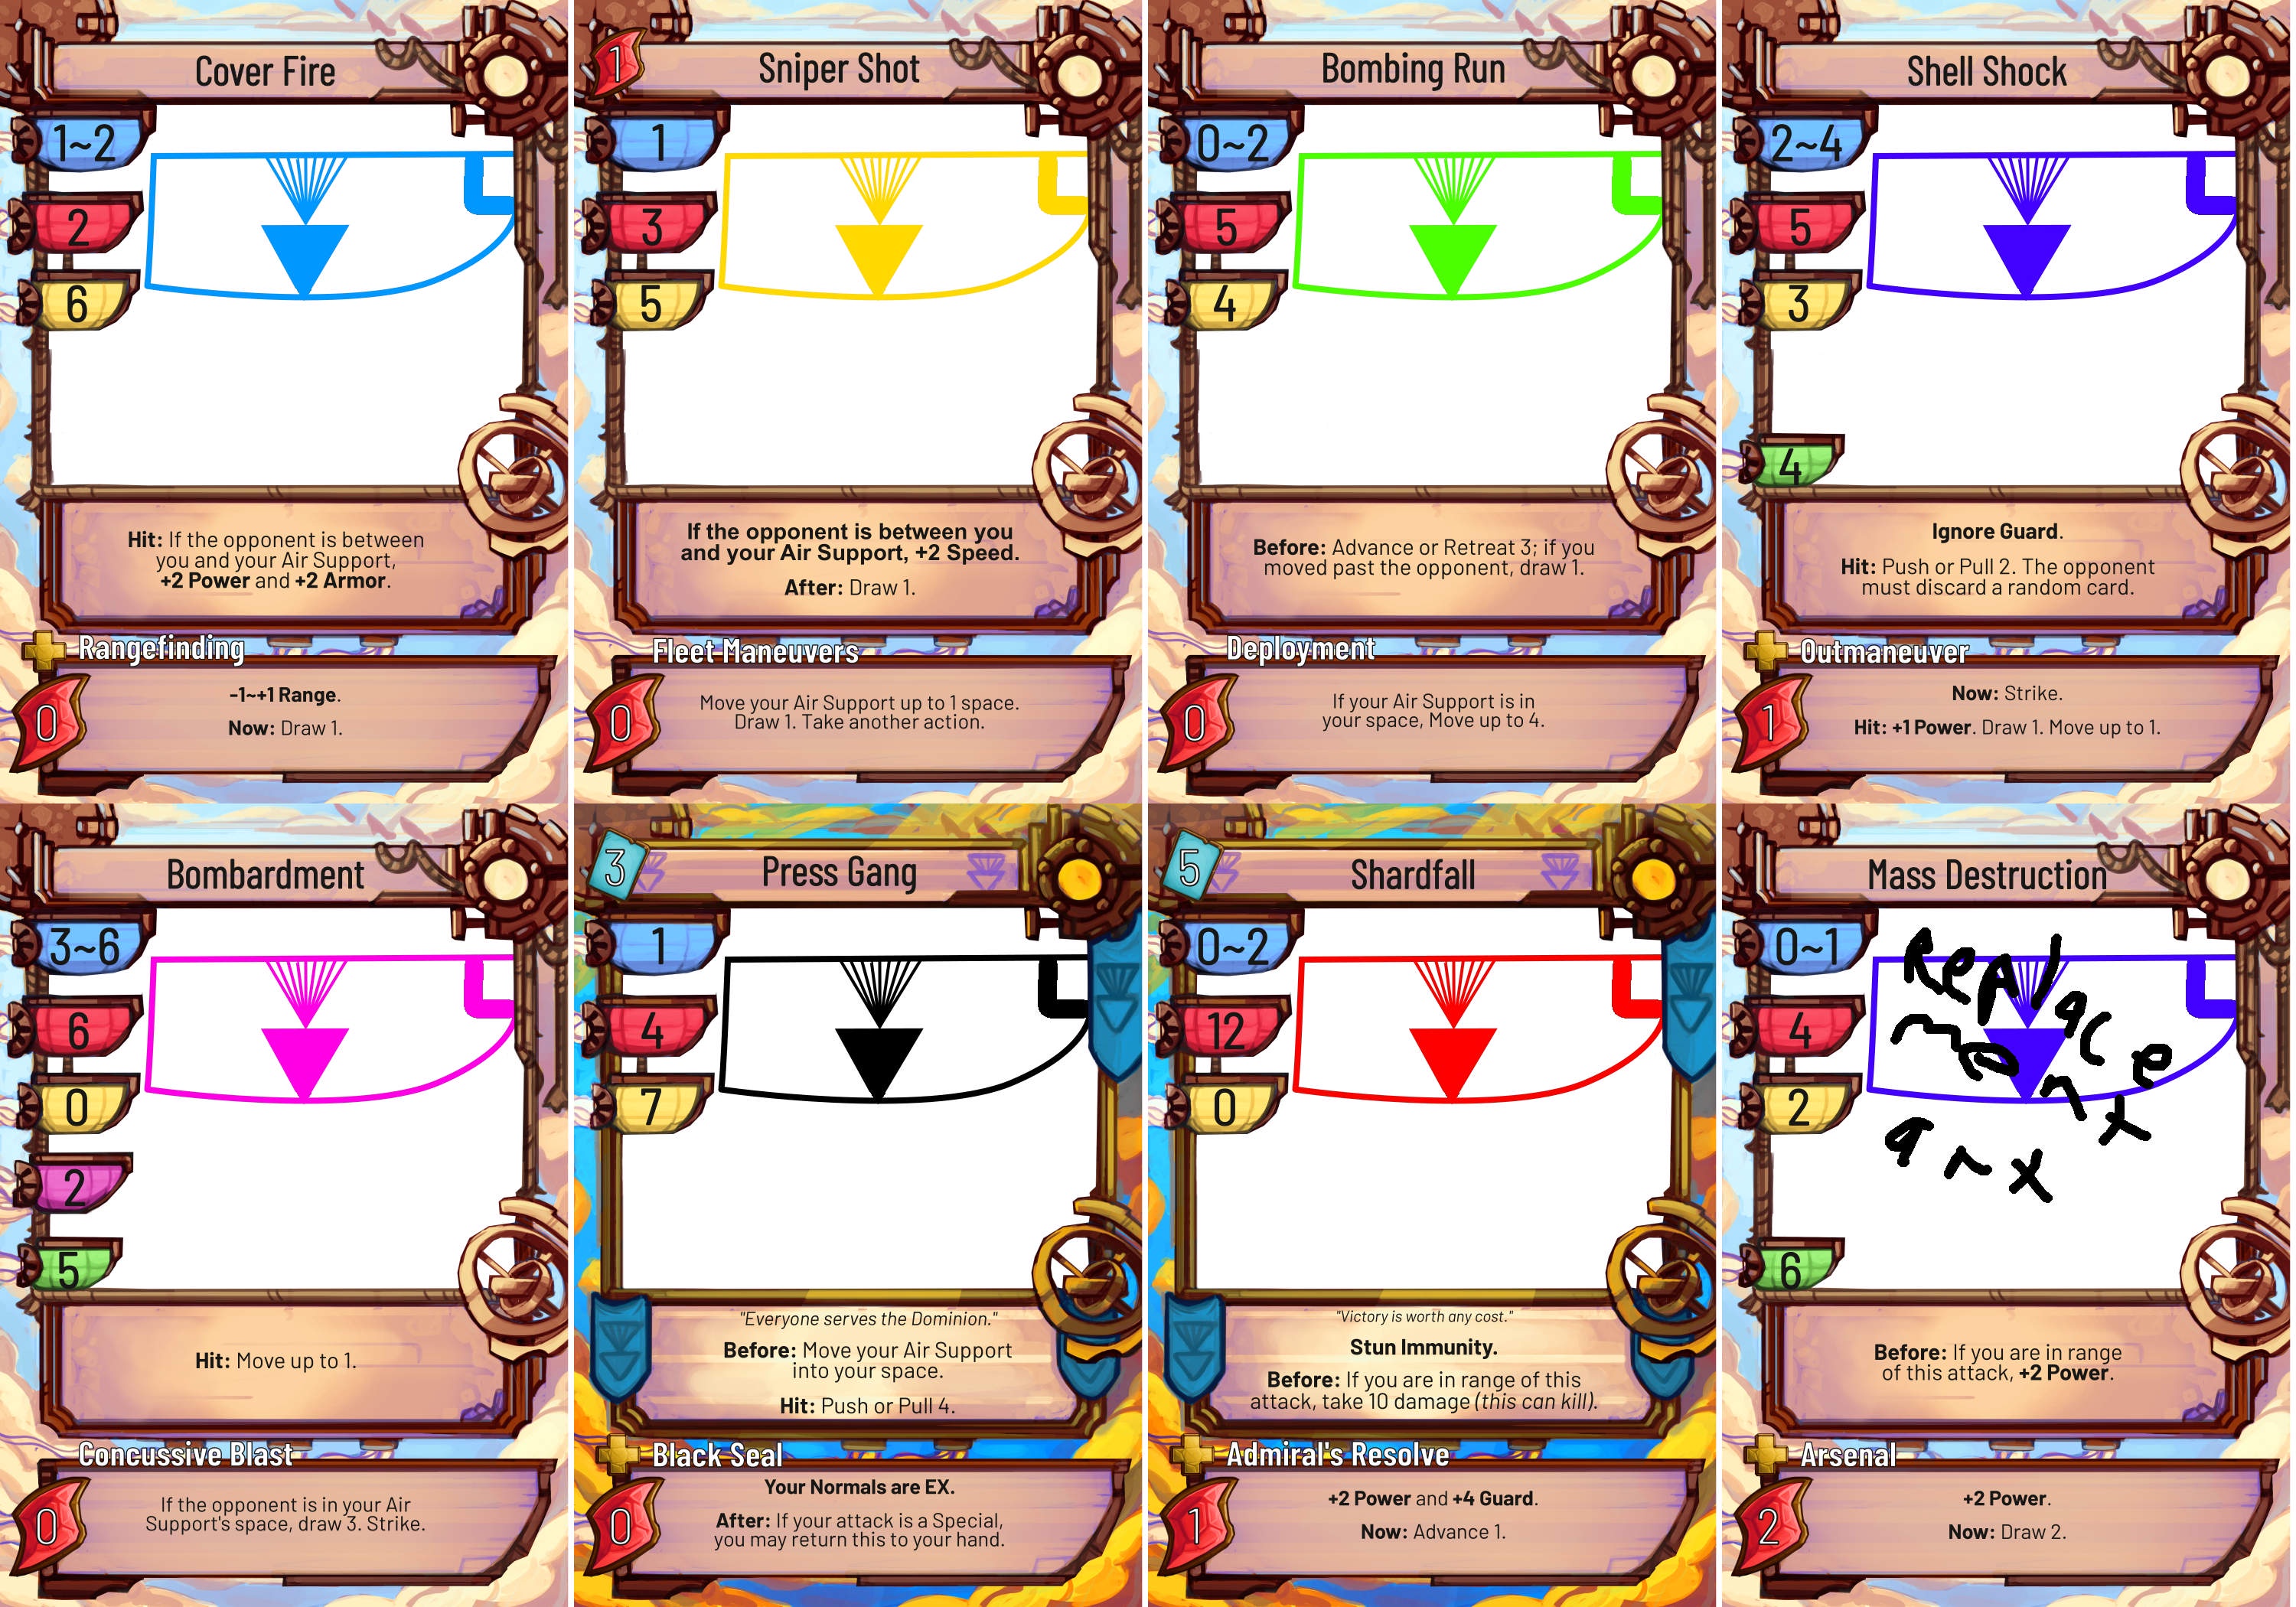 Cover Fire
1~2
2
6
Hit: If the opponent is between
you and your Air Support,
+2 Power and +2 Armor.
Rangefinding
0
-1~+1 Range.
Now: Draw 1.
1
Sniper Shot
1
3
5
If the opponent is between you
and your Air Support, +2 Speed.
After: Draw 1.
Fleet Maneuvers
0
Move your Air Support up to 1 space.
Draw 1. Take another action.
Bombing Run
0~2
5
4
Before: Advance or Retreat 3; if you
moved past the opponent, draw 1.
Deployment
0
If your Air Support is in
your space, Move up to 4.
Shell Shock
2~4
5
3
4
Ignore Guard.
Hit: Push or Pull 2. The opponent
must discard a random card.
Outmaneuver
1
Now: Strike.
Hit: +1 Power. Draw 1. Move up to 1.
Bombardment
3~6
6
0
2
5
Hit: Move up to 1.
Concussive Blast
0
If the opponent is in your Air
Support's space, draw 3. Strike.
3
Press Gang
1
4
7
"Everyone serves the Dominion."
Before: Move your Air Support
into your space.
Hit: Push or Pull 4.
Black Seal
0
Your Normals are EX.
After: If your attack is a Special,
you may return this to your hand.
5
Shardfall
0~2
12
0
"Victory is worth any cost."
Stun Immunity.
Before: If you are in range of this
attack, take 10 damage (this can kill).
Admiral's Resolve
1
+2 Power and +4 Guard.
Now: Advance 1.
Mass Destruction
0~1
4
2
6
Replace
Before: If you are in range
of this attack, +2 Power.
Arsenal
2
+2 Power.
Now: Draw 2.